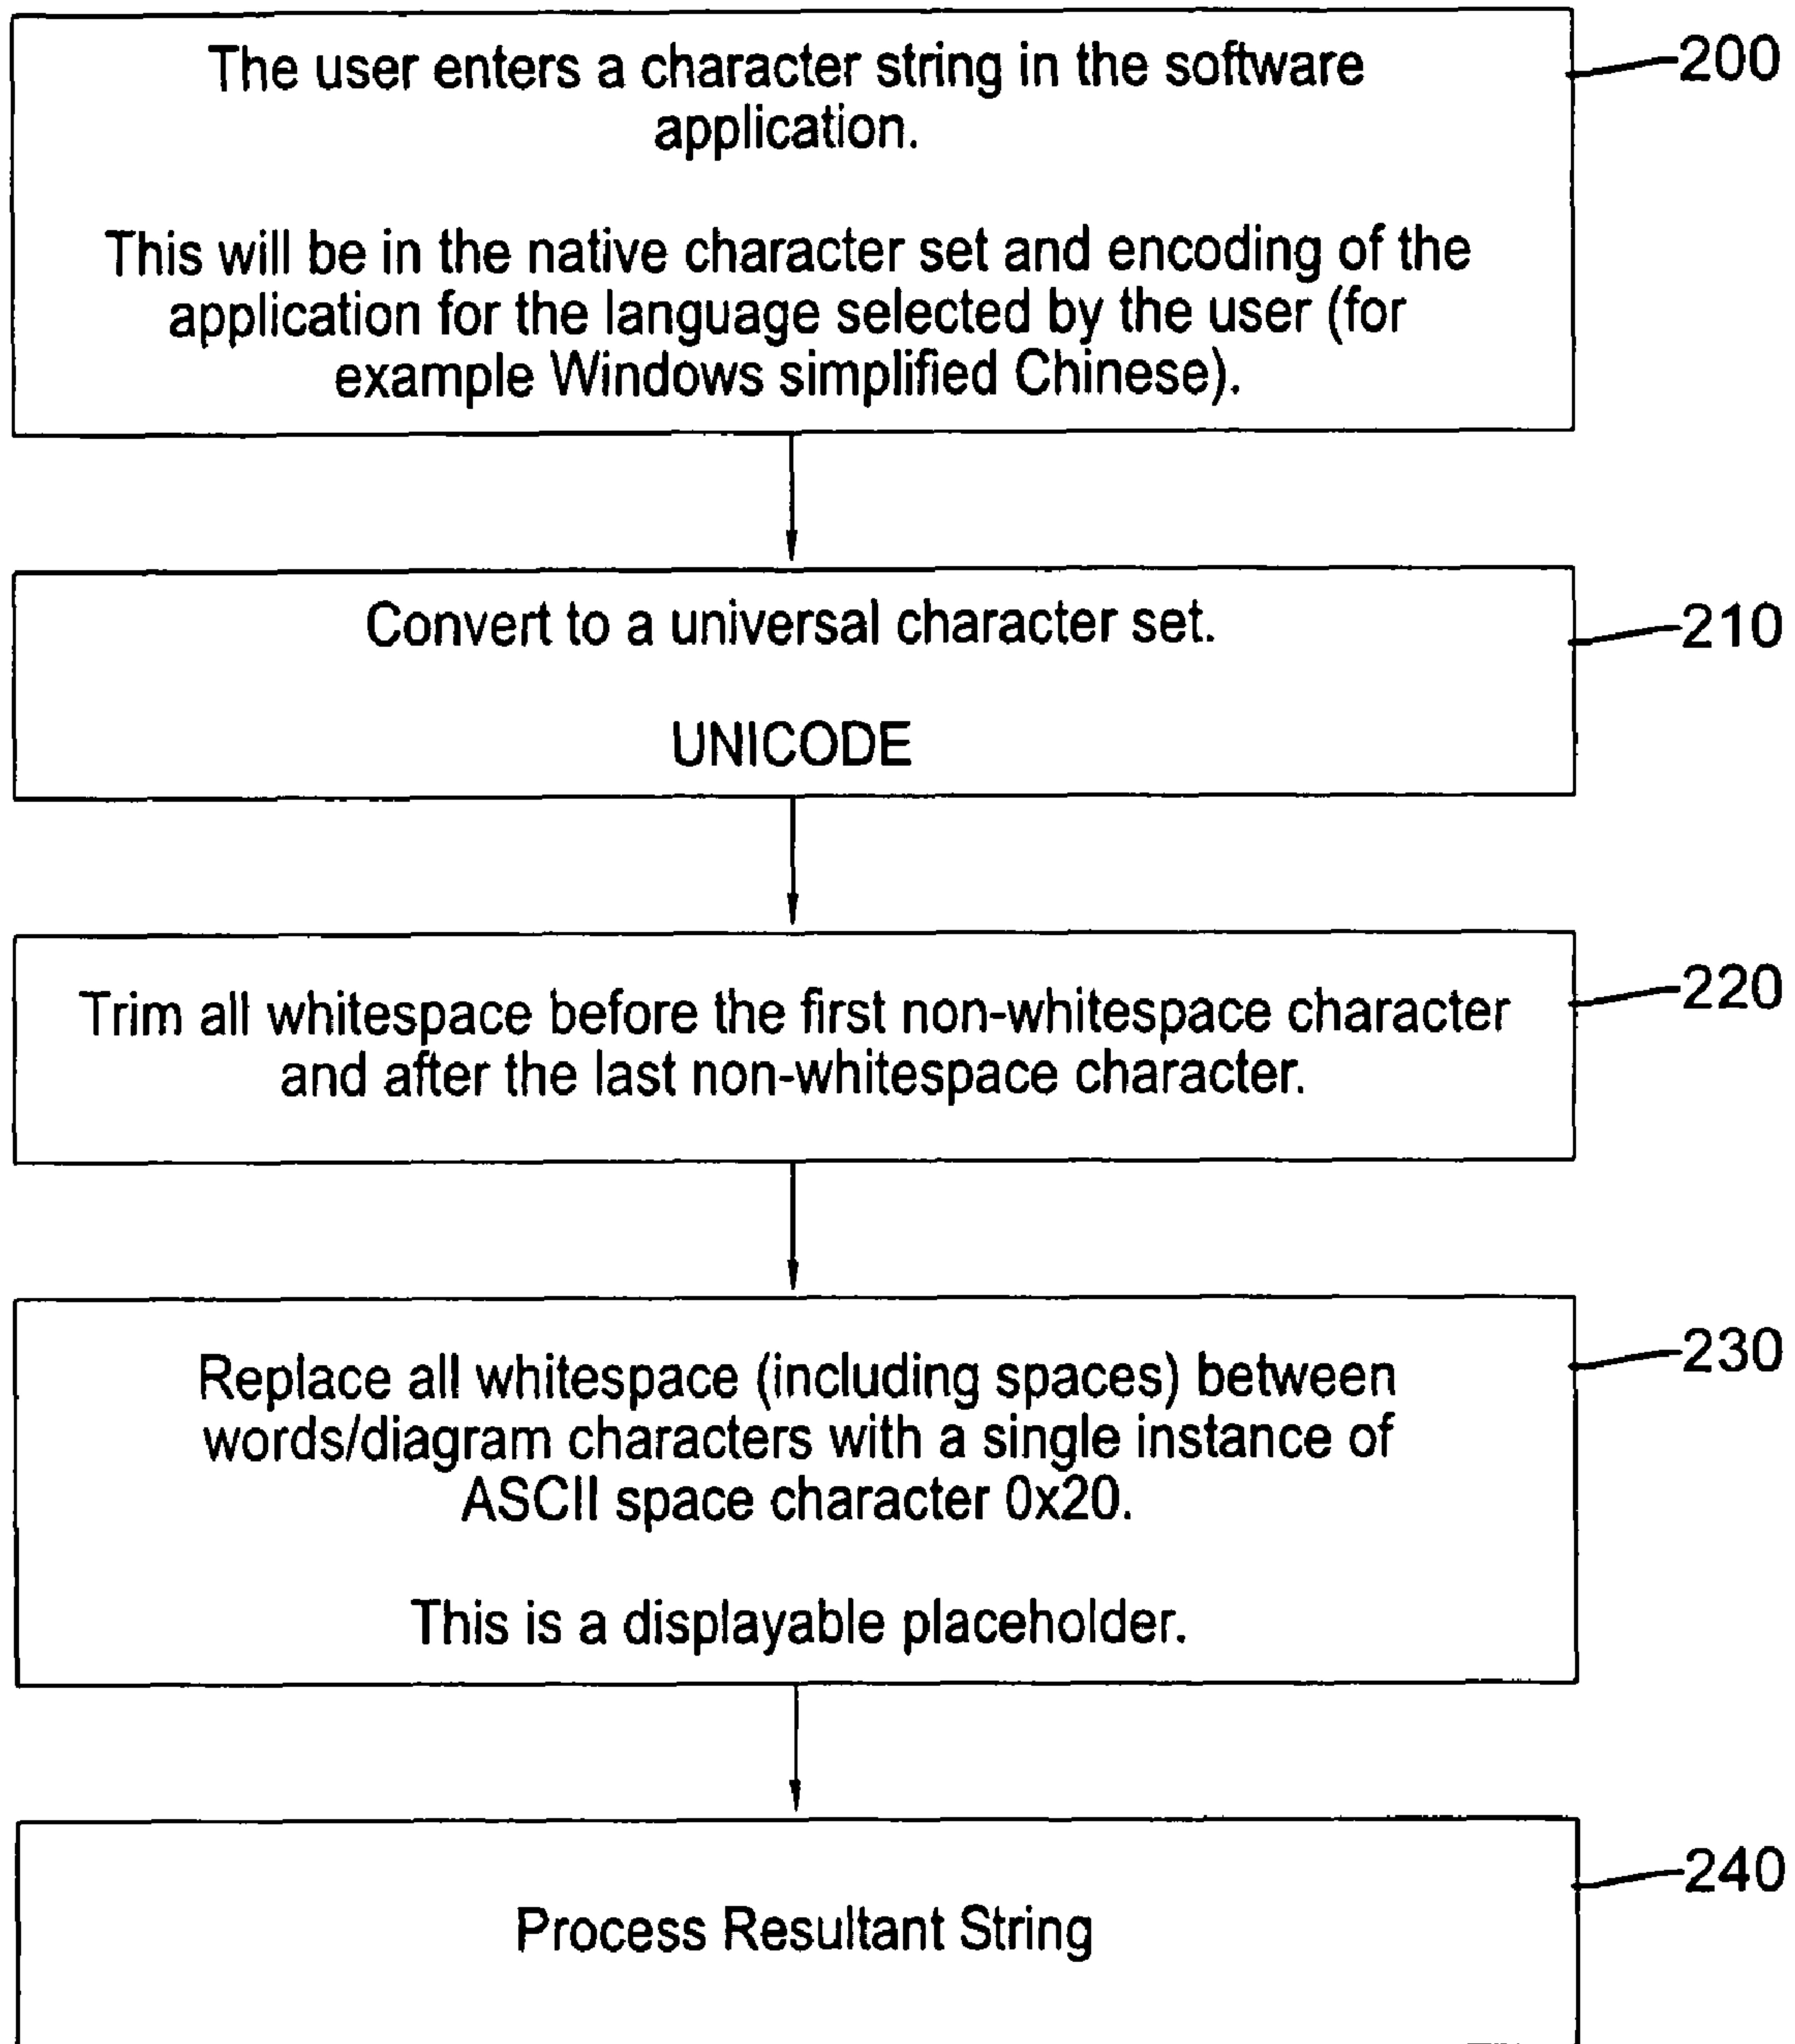 The user enters a character string in the software
application.
200
This will be in the native character set and encoding of the
application for the language selected by the user (for
example Windows simplified Chinese).
Convert to a universal character set.
210
UNICODE
Trim all whitespace before the first non-whitespace character
and after the last non-whitespace character.
220
Replace all whitespace (including spaces) between
words/diagram characters with a single instance of
ASCII space character 0x20.
230
This is a displayable placeholder.
Process Resultant String
240